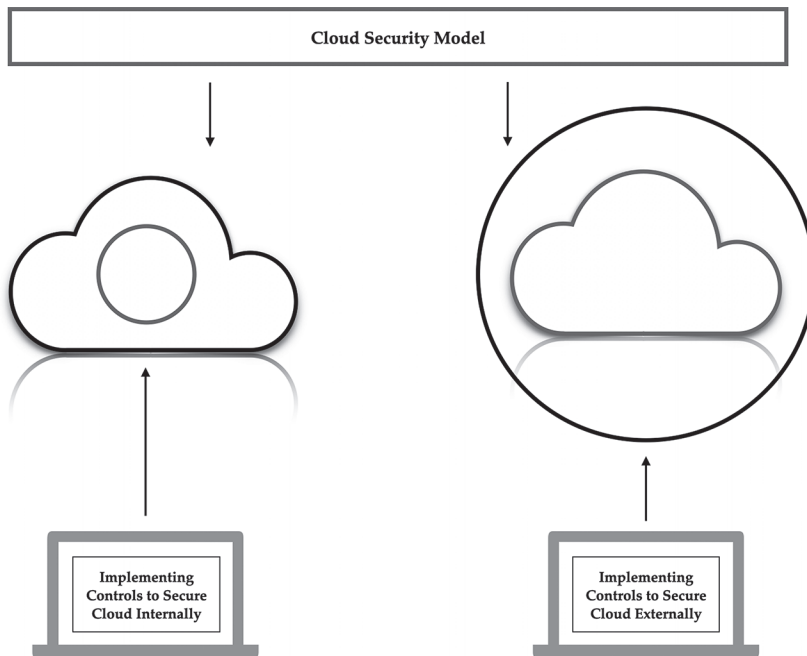 Cloud Security Model
Implementing
Controls to Secure
Cloud Internally
Implementing
Controls to Secure
Cloud Externally